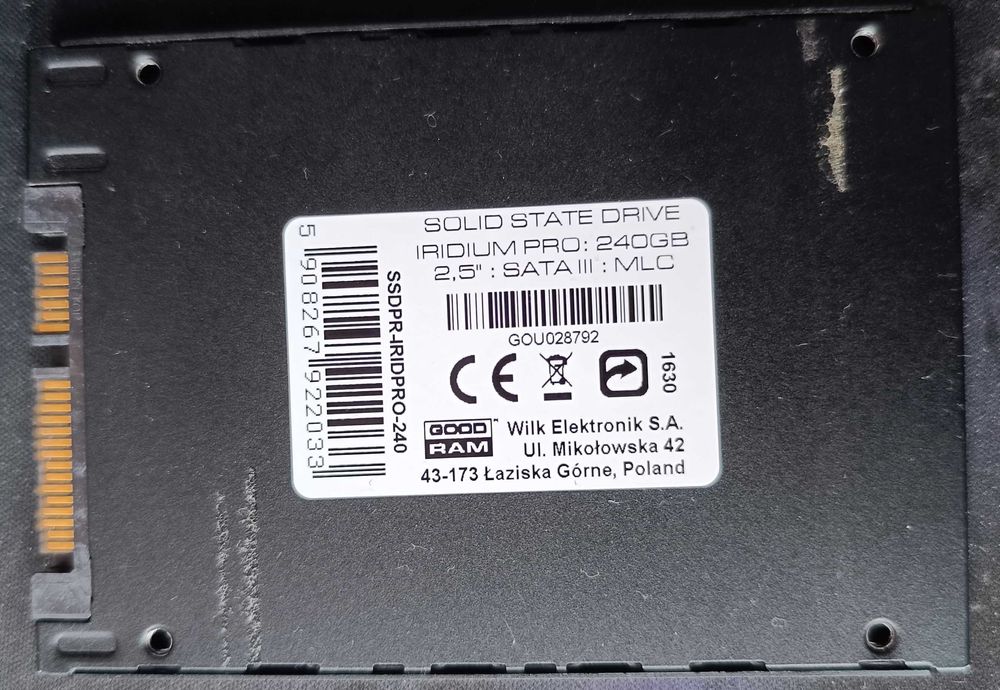 SOLID STATE DRIVE
IRIDIUM PRO: 240GB
2,5" : SATA III : MLC
GOU028792
1630
GOOD RAM™
Wilk Elektronik S.A.
Ul. Mikołowska 42
43-173 Łaziska Górne, Poland
SSDPR-IRIDPRO-240
5 908267 922033